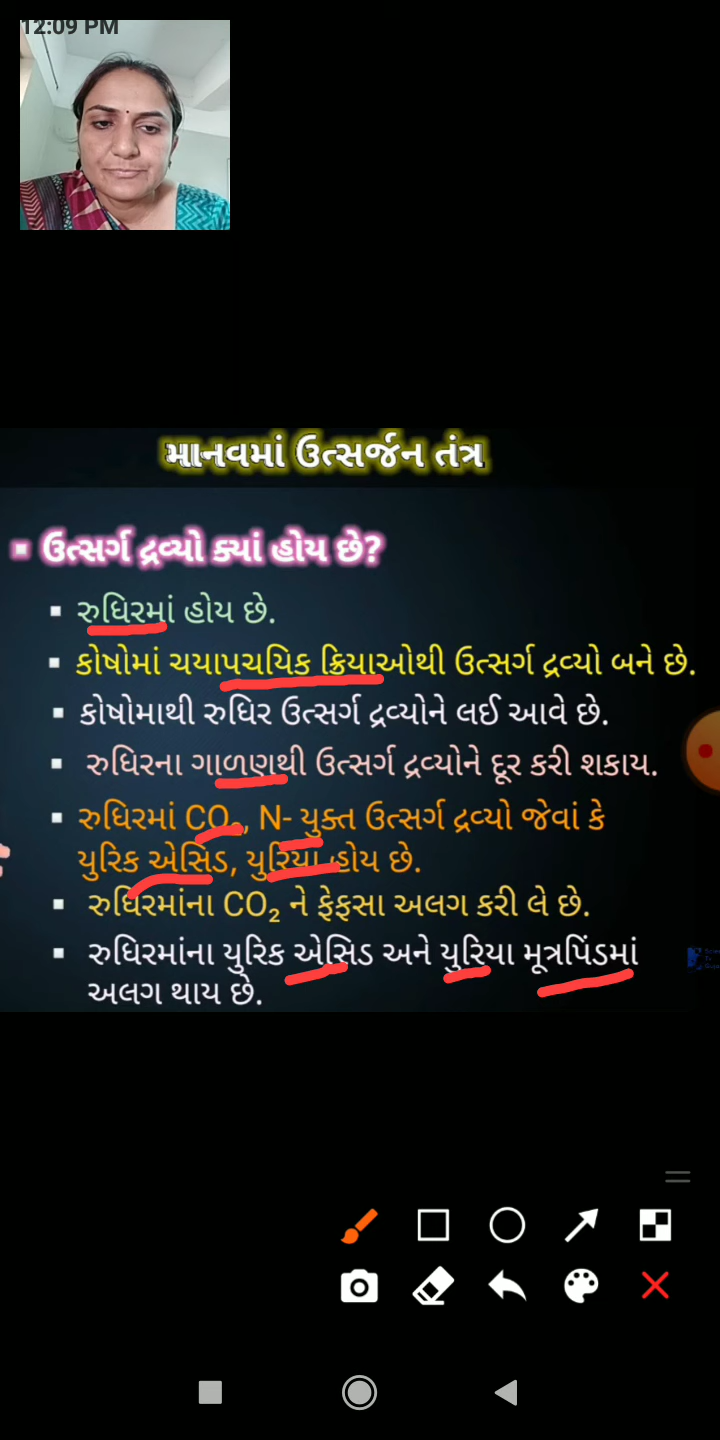 12:09 PM
માનવમાં ઉત્સર્જન તંત્ર
▪ ઉત્સર્ગ દ્રવ્યો ક્યાં હોય છે?
▪ રુધિરમાં હોય છે.
▪ કોષોમાં ચયાપચયિક ક્રિયાઓથી ઉત્સર્ગ દ્રવ્યો બને છે.
▪ કોષોમાથી રુધિર ઉત્સર્ગ દ્રવ્યોને લઈ આવે છે.
▪ રુધિરના ગાળણથી ઉત્સર્ગ દ્રવ્યોને દૂર કરી શકાય.
▪ રુધિરમાં CO₂, N- યુક્ત ઉત્સર્ગ દ્રવ્યો જેવાં કે
યુરિક એસિડ, યુરિયા હોય છે.
▪ રુધિરમાંના CO₂ ને ફેફસા અલગ કરી લે છે.
▪ રુધિરમાંના યુરિક એસિડ અને યુરિયા મૂત્રપિંડમાં
અલગ થાય છે.